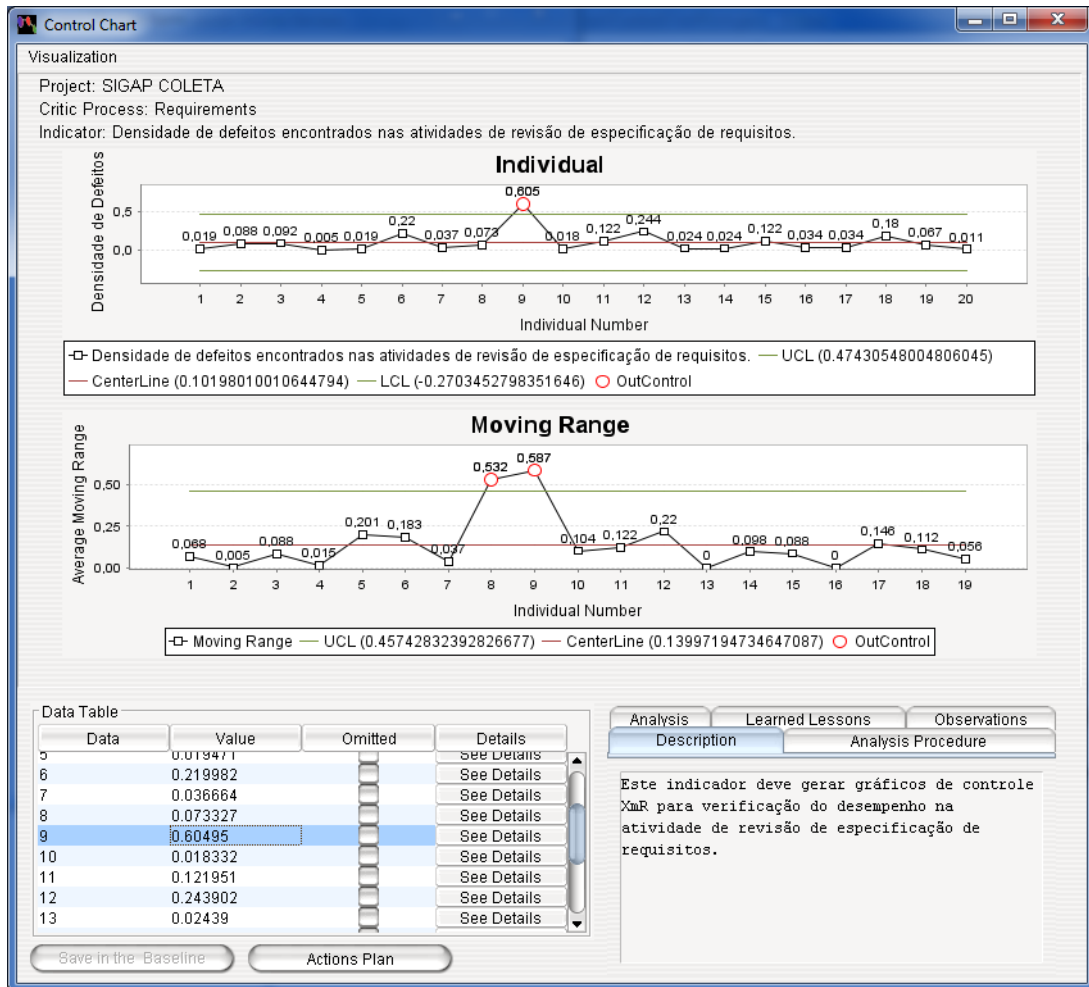 Control Chart
Visualization
Project: SIGAP COLETA
Critic Process: Requirements
Indicator: Densidade de defeitos encontrados nas atividades de revisão de especificação de requisitos.
Individual
Densidade de Defeitos
0,5
0,0
0,019 0,088 0,092 0,005 0,019 0,22 0,037 0,073 0,605 0,018 0,122 0,244 0,024 0,024 0,122 0,034 0,034 0,18 0,067 0,011
1 2 3 4 5 6 7 8 9 10 11 12 13 14 15 16 17 18 19 20
Individual Number
Densidade de defeitos encontrados nas atividades de revisão de especificação de requisitos. UCL (0.47430548004806045)
CenterLine (0.10198010010644794) LCL (-0.2703452798351646) OutControl
Moving Range
Average Moving Range
0,50
0,25
0,00
0,068 0,005 0,088 0,015 0,201 0,183 0,037 0,532 0,587 0,104 0,122 0,22 0 0,098 0,088 0 0,146 0,112 0,056
1 2 3 4 5 6 7 8 9 10 11 12 13 14 15 16 17 18 19
Individual Number
Moving Range UCL (0.45742832392826677) CenterLine (0.13997194734647087) OutControl
Data Table
Data Value Omitted Details
5 0.019471 See Details
6 0.219982 See Details
7 0.036664 See Details
8 0.073327 See Details
9 0.60495 See Details
10 0.018332 See Details
11 0.121951 See Details
12 0.243902 See Details
13 0.02439 See Details
Save in the Baseline Actions Plan
Analysis Learned Lessons Observations
Description Analysis Procedure
Este indicador deve gerar gráficos de controle
XmR para verificação do desempenho na
atividade de revisão de especificação de
requisitos.